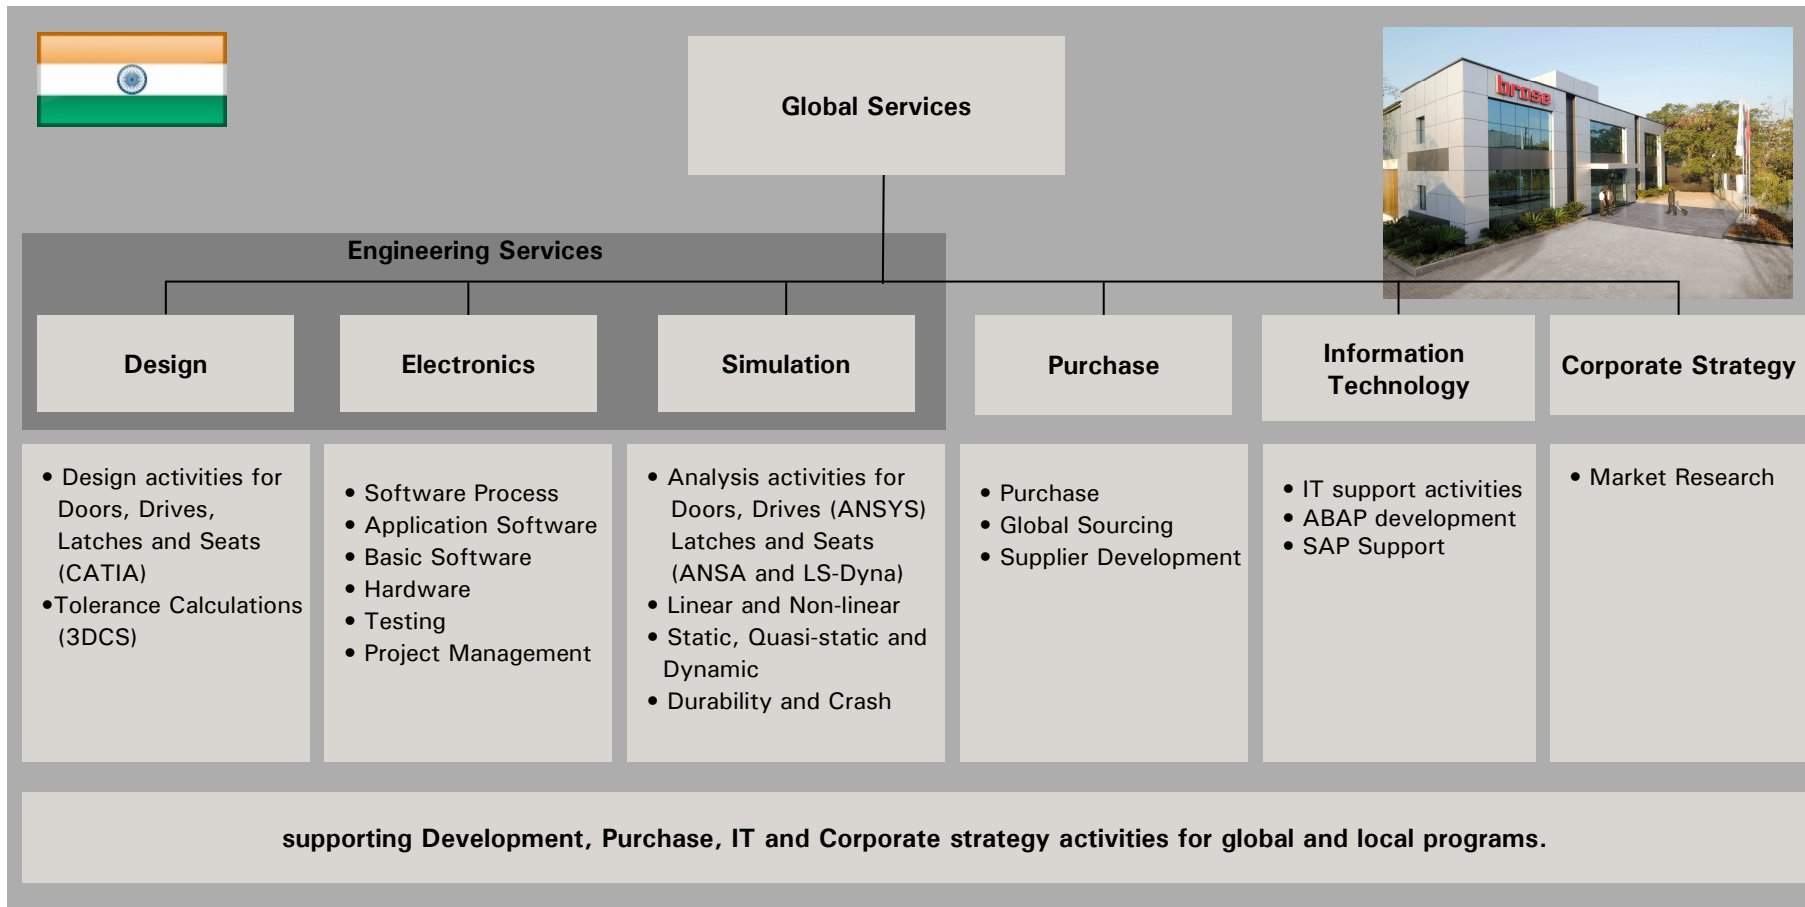 Global Services
brose
Engineering Services
Design
Electronics
Simulation
Purchase
Information
Technology
Corporate Strategy
• Design activities for
Doors, Drives,
Latches and Seats
(CATIA)
•Tolerance Calculations
(3DCS)
• Software Process
• Application Software
• Basic Software
• Hardware
• Testing
• Project Management
• Analysis activities for
Doors, Drives (ANSYS)
Latches and Seats
(ANSA and LS-Dyna)
• Linear and Non-linear
• Static, Quasi-static and
Dynamic
• Durability and Crash
• Purchase
• Global Sourcing
• Supplier Development
• IT support activities
• ABAP development
• SAP Support
• Market Research
supporting Development, Purchase, IT and Corporate strategy activities for global and local programs.